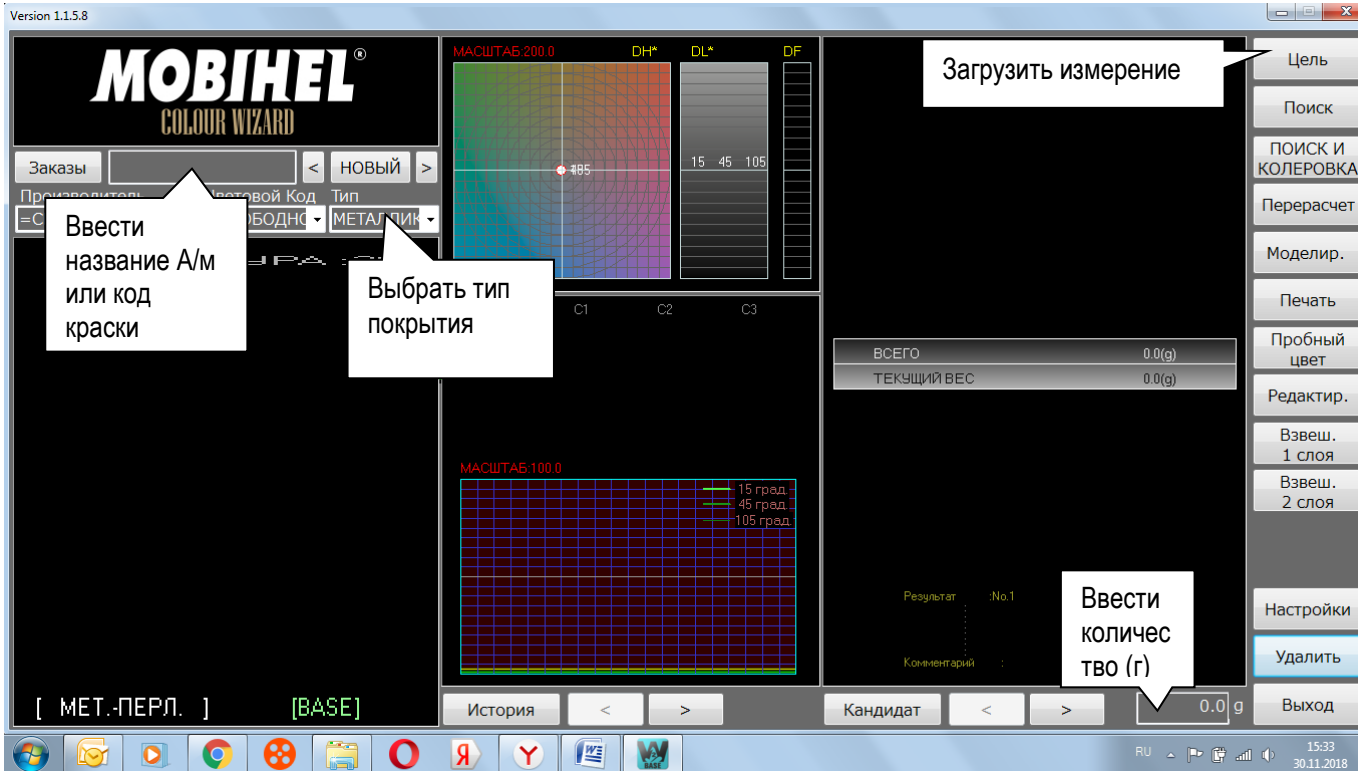 Version 1.1.5.8
MOBIHEL®
COLOUR WIZARD
Заказы < НОВЫЙ >
Цветовой Код Тип
МЕТАЛЛИК
Ввести
название А/м
или код
краски
Выбрать тип
покрытия
[ МЕТ.-ПЕРЛ. ] [BASE]
МАСШТАБ:200.0 DH* DL* DF
15 45 105
C1 C2 C3
МАСШТАБ:100.0
15 град.
45 град.
105 град.
История < >
Загрузить измерение
ВСЕГО 0.0(g)
ТЕКУЩИЙ ВЕС 0.0(g)
Результат :No.1
Комментарий :
Ввести
количес
тво (г)
Кандидат < > 0.0 g
Цель
Поиск
ПОИСК И
КОЛЕРОВКА
Перерасчет
Моделир.
Печать
Пробный
цвет
Редактир.
Взвеш.
1 слоя
Взвеш.
2 слоя
Настройки
Удалить
Выход
BASE
RU
15:33
30.11.2018